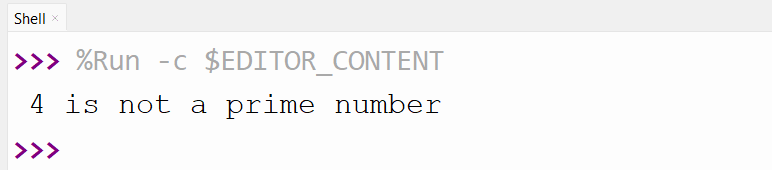 Shell ×
>>> %Run -c $EDITOR_CONTENT
4 is not a prime number
>>>